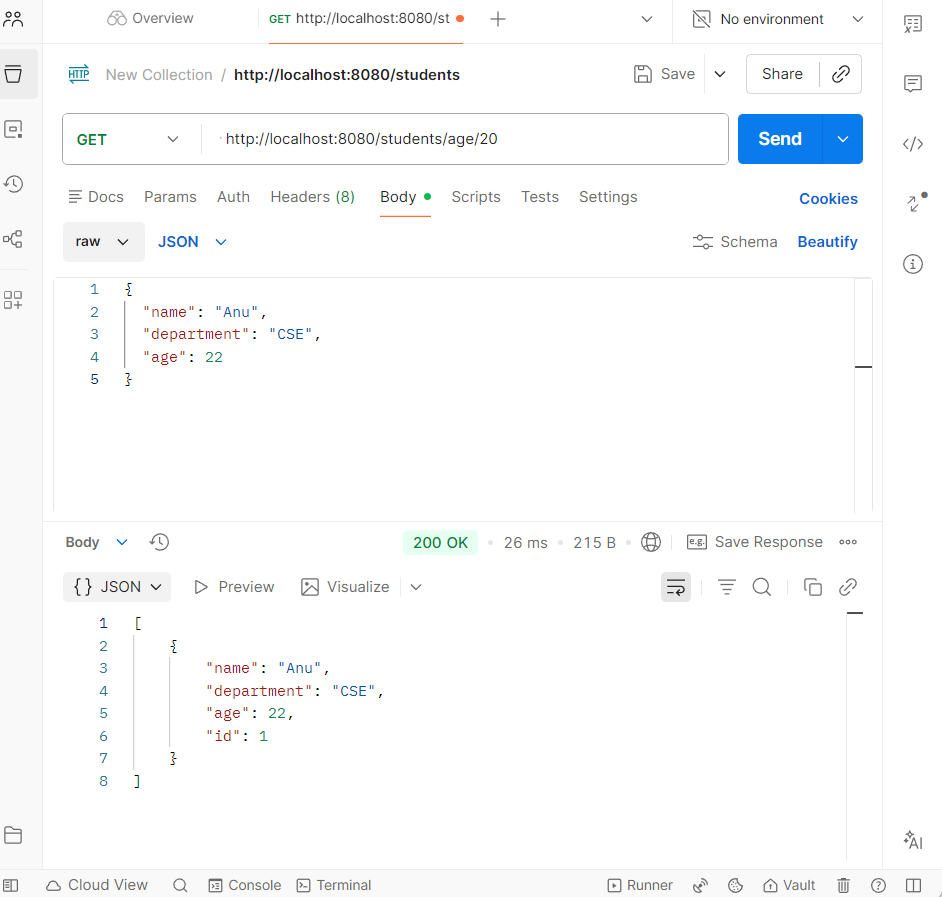 Overview
GET http://localhost:8080/st
No environment
HTTP New Collection / http://localhost:8080/students
Save
Share
GET http://localhost:8080/students/age/20
Send
Docs Params Auth Headers (8) Body Scripts Tests Settings
Cookies
raw JSON
Schema Beautify
1 {
2 "name": "Anu",
3 "department": "CSE",
4 "age": 22
5 }
Body
200 OK 26 ms 215 B
e.g. Save Response
{} JSON Preview Visualize
1 [
2 {
3 "name": "Anu",
4 "department": "CSE",
5 "age": 22,
6 "id": 1
7 }
8 ]
AI
Cloud View Console Terminal Runner Vault